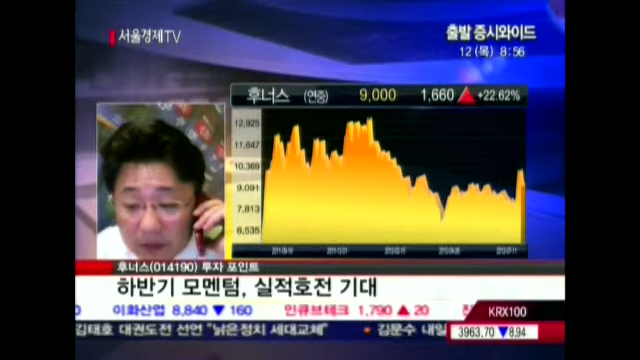 서울경제TV
출발 증시와이드
12 (목) 8:56
후너스 (연중) 9,000 1,660 ▲ +22.62%
12,925
11,647
10,369
9,091
7,813
6,535
후너스(014190) 투자 포인트
하반기 모멘텀, 실적호전 기대
이화산업 8,840 ▼ 160 인큐브테크 1,790 ▲ 20
KRX100
3963,70 ▼8,94
김태호 대권도전 선언 "낡은정치 세대교체" 김문수 내일